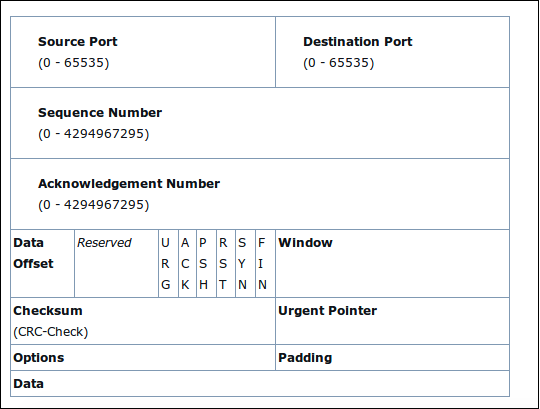 Source Port
(0 - 65535)
Destination Port
(0 - 65535)
Sequence Number
(0 - 4294967295)
Acknowledgement Number
(0 - 4294967295)
Data
Offset
Reserved
URG
ACK
PSH
RST
SYN
FIN
Window
Checksum
(CRC-Check)
Urgent Pointer
Options
Padding
Data